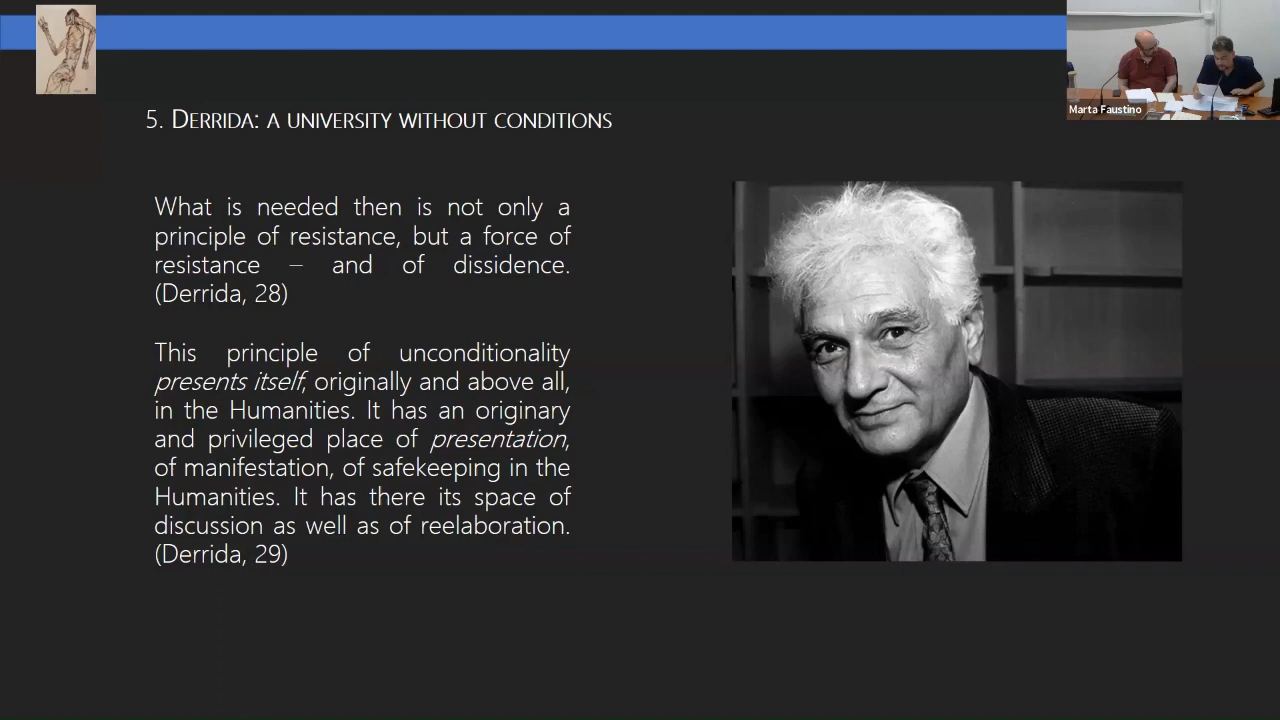 Marta Faustino
5. DERRIDA: A UNIVERSITY WITHOUT CONDITIONS
What is needed then is not only a
principle of resistance, but a force of
resistance – and of dissidence.
(Derrida, 28)
This principle of unconditionality
presents itself, originally and above all,
in the Humanities. It has an originary
and privileged place of presentation,
of manifestation, of safekeeping in the
Humanities. It has there its space of
discussion as well as of reelaboration.
(Derrida, 29)